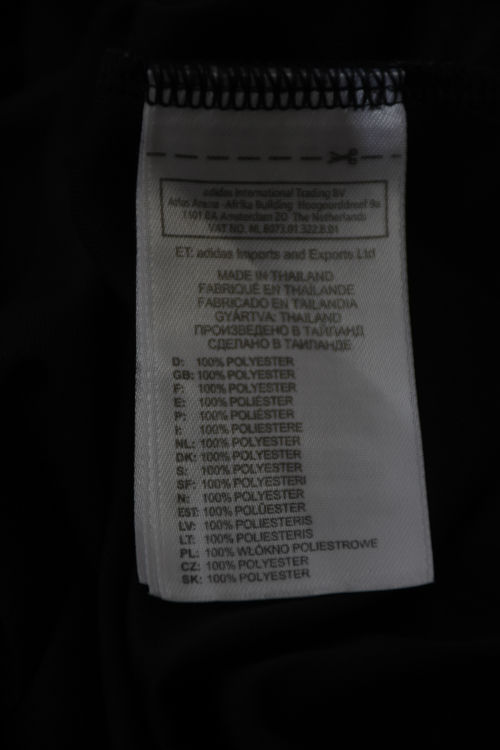 adidas International Trading BV
Atlas Arena - Afrika Building Hoogoorddreef 9a
1101 BA Amsterdam ZO The Netherlands
VAT NO. NL 8073.01.322.B.01
ET: adidas Imports and Exports Ltd
MADE IN THAILAND
FABRIQUÉ EN THAÏLANDE
FABRICADO EN TAILANDIA
GYÁRTVA: THAILAND
ПРОИЗВЕДЕНО В ТАЙЛАНД
СДЕЛАНО В ТАИЛАНДЕ
D: 100% POLYESTER
GB: 100% POLYESTER
F: 100% POLYESTER
E: 100% POLIÉSTER
P: 100% POLIÉSTER
I: 100% POLIESTERE
NL: 100% POLYESTER
DK: 100% POLYESTER
S: 100% POLYESTER
SF: 100% POLYESTERI
N: 100% POLYESTER
EST: 100% POLÜESTER
LV: 100% POLIESTERIS
LT: 100% POLIESTERIS
PL: 100% WŁÓKNO POLIESTROWE
CZ: 100% POLYESTER
SK: 100% POLYESTER